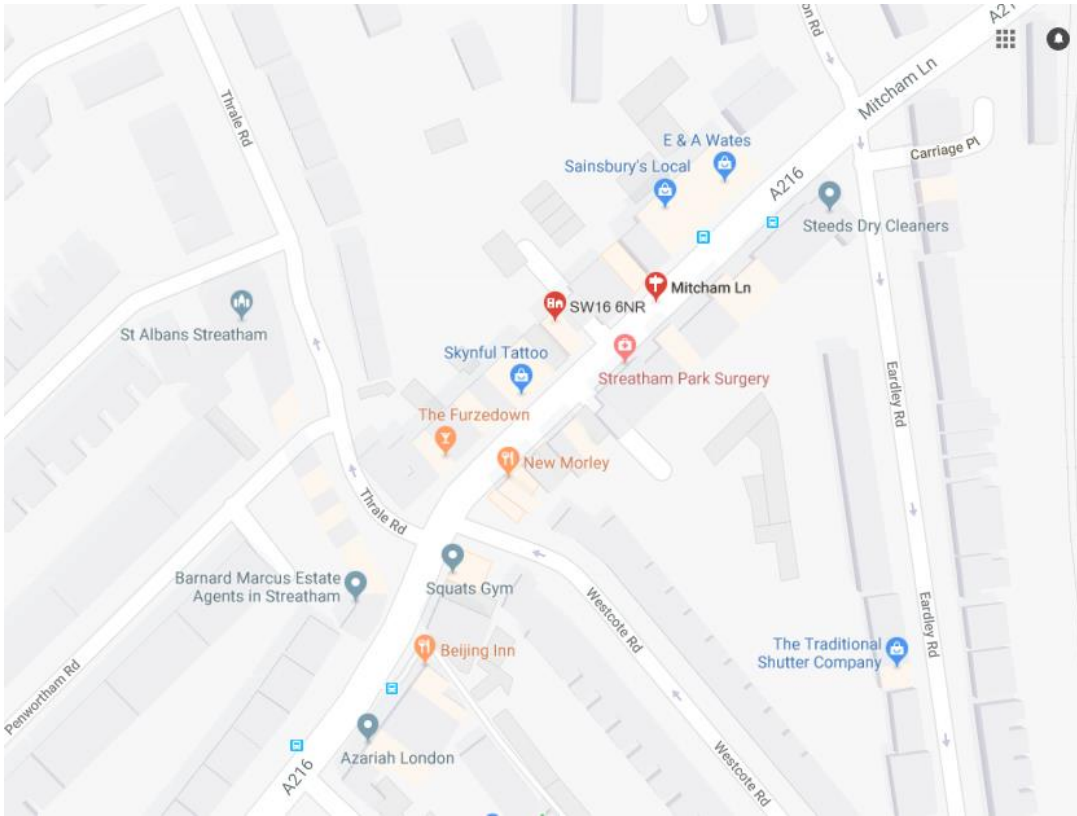 on Rd
A21
Mitcham Ln
Thrale Rd
E & A Wates
Carriage Pl
Sainsbury's Local
A216
Steeds Dry Cleaners
Mitcham Ln
SW16 6NR
St Albans Streatham
Skynful Tattoo
Streatham Park Surgery
Eardley Rd
The Furzedown
New Morley
Thrale Rd
Barnard Marcus Estate
Agents in Streatham
Squats Gym
Westcote Rd
Eardley Rd
Beijing Inn
The Traditional
Shutter Company
Penwortham Rd
Azariah London
Westcote Rd
A216